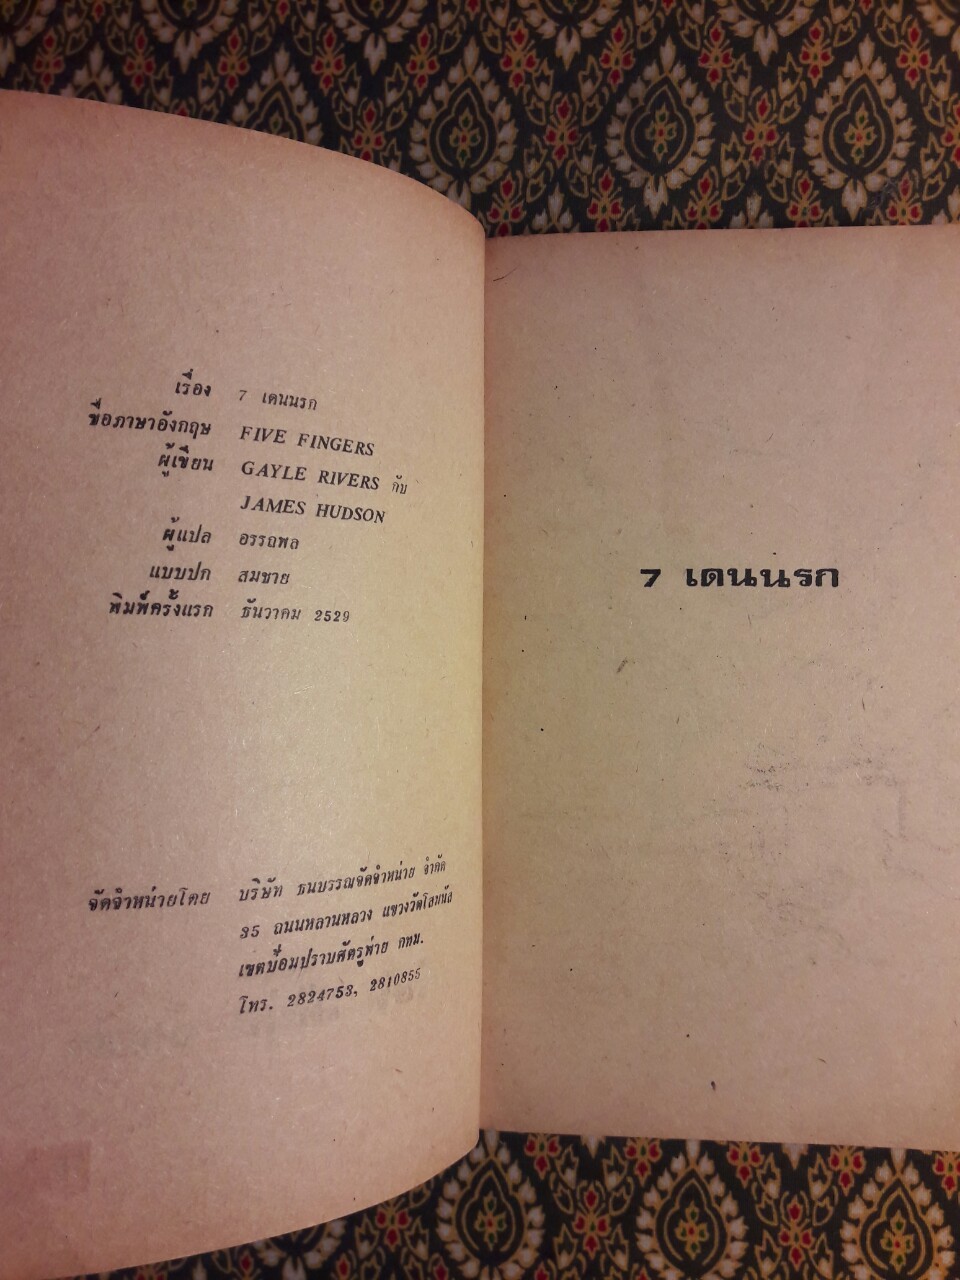 เรื่อง 7 เดนนรก
ชื่อภาษาอังกฤษ FIVE FINGERS
ผู้เขียน GAYLE RIVERS กับ
JAMES HUDSON
ผู้แปล อรรถพล
แบบปก สมชาย
พิมพ์ครั้งแรก ธันวาคม 2529
จัดจำหน่ายโดย บริษัท ธนบรรณจัดจำหน่าย จำกัด
35 ถนนหลานหลวง แขวงวัดโสมนัส
เขตป้อมปราบศัตรูพ่าย กทม.
โทร. 2824753, 2810855
7 เดนนรก